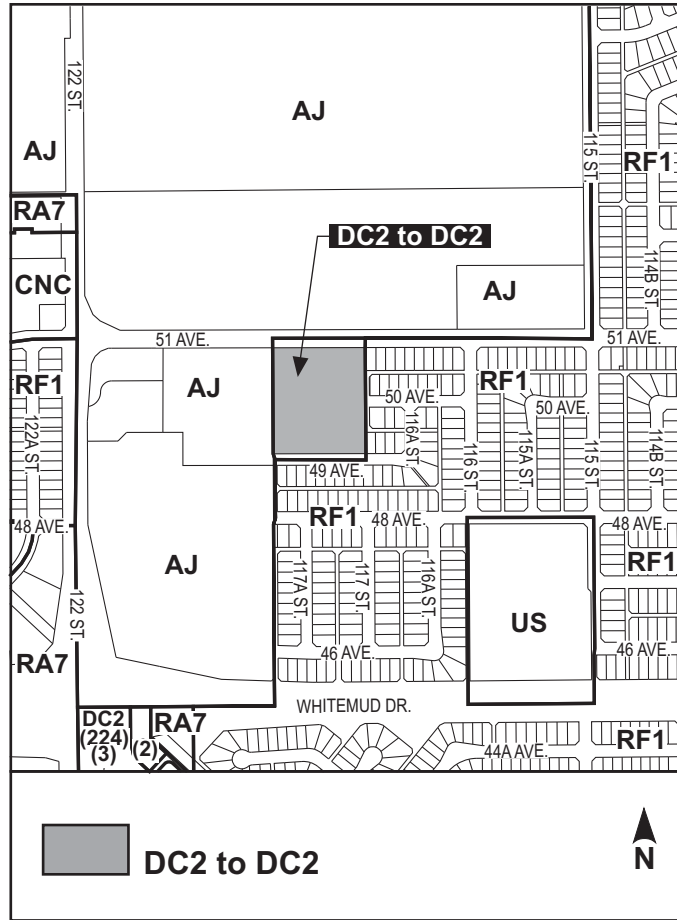 122 ST.
AJ
AJ
115 ST.
RF1
RA7
DC2 to DC2
114B ST.
CNC
AJ
51 AVE.
51 AVE.
RF1
AJ
RF1
50 AVE.
50 AVE.
122A ST.
116A ST.
116 ST
115A ST.
115 ST.
114B ST.
49 AVE.
48 AVE.
RF1
48 AVE.
48 AVE.
AJ
RF1
117A ST.
117 ST.
116A ST.
122 ST.
US
46 AVE.
46 AVE.
RA7
WHITEMUD DR.
DC2
(224)
(3)
(2)
RA7
44A AVE.
RF1
DC2 to DC2
N